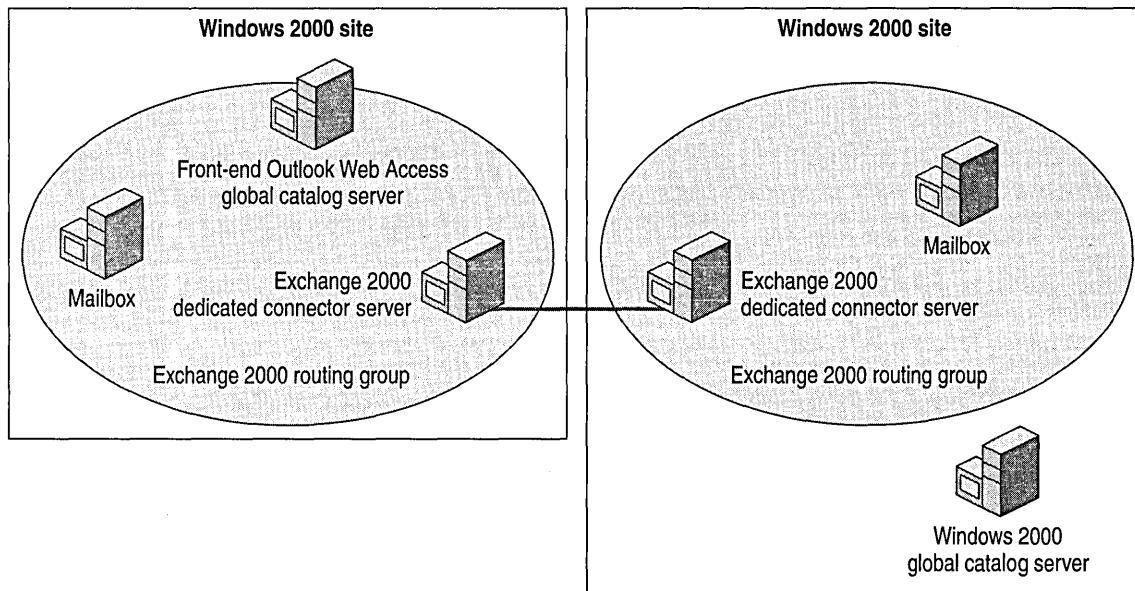 Windows 2000 site
Front-end Outlook Web Access
global catalog server
Mailbox
Exchange 2000
dedicated connector server
Exchange 2000 routing group
Windows 2000 site
Mailbox
Exchange 2000
dedicated connector server
Exchange 2000 routing group
Windows 2000
global catalog server